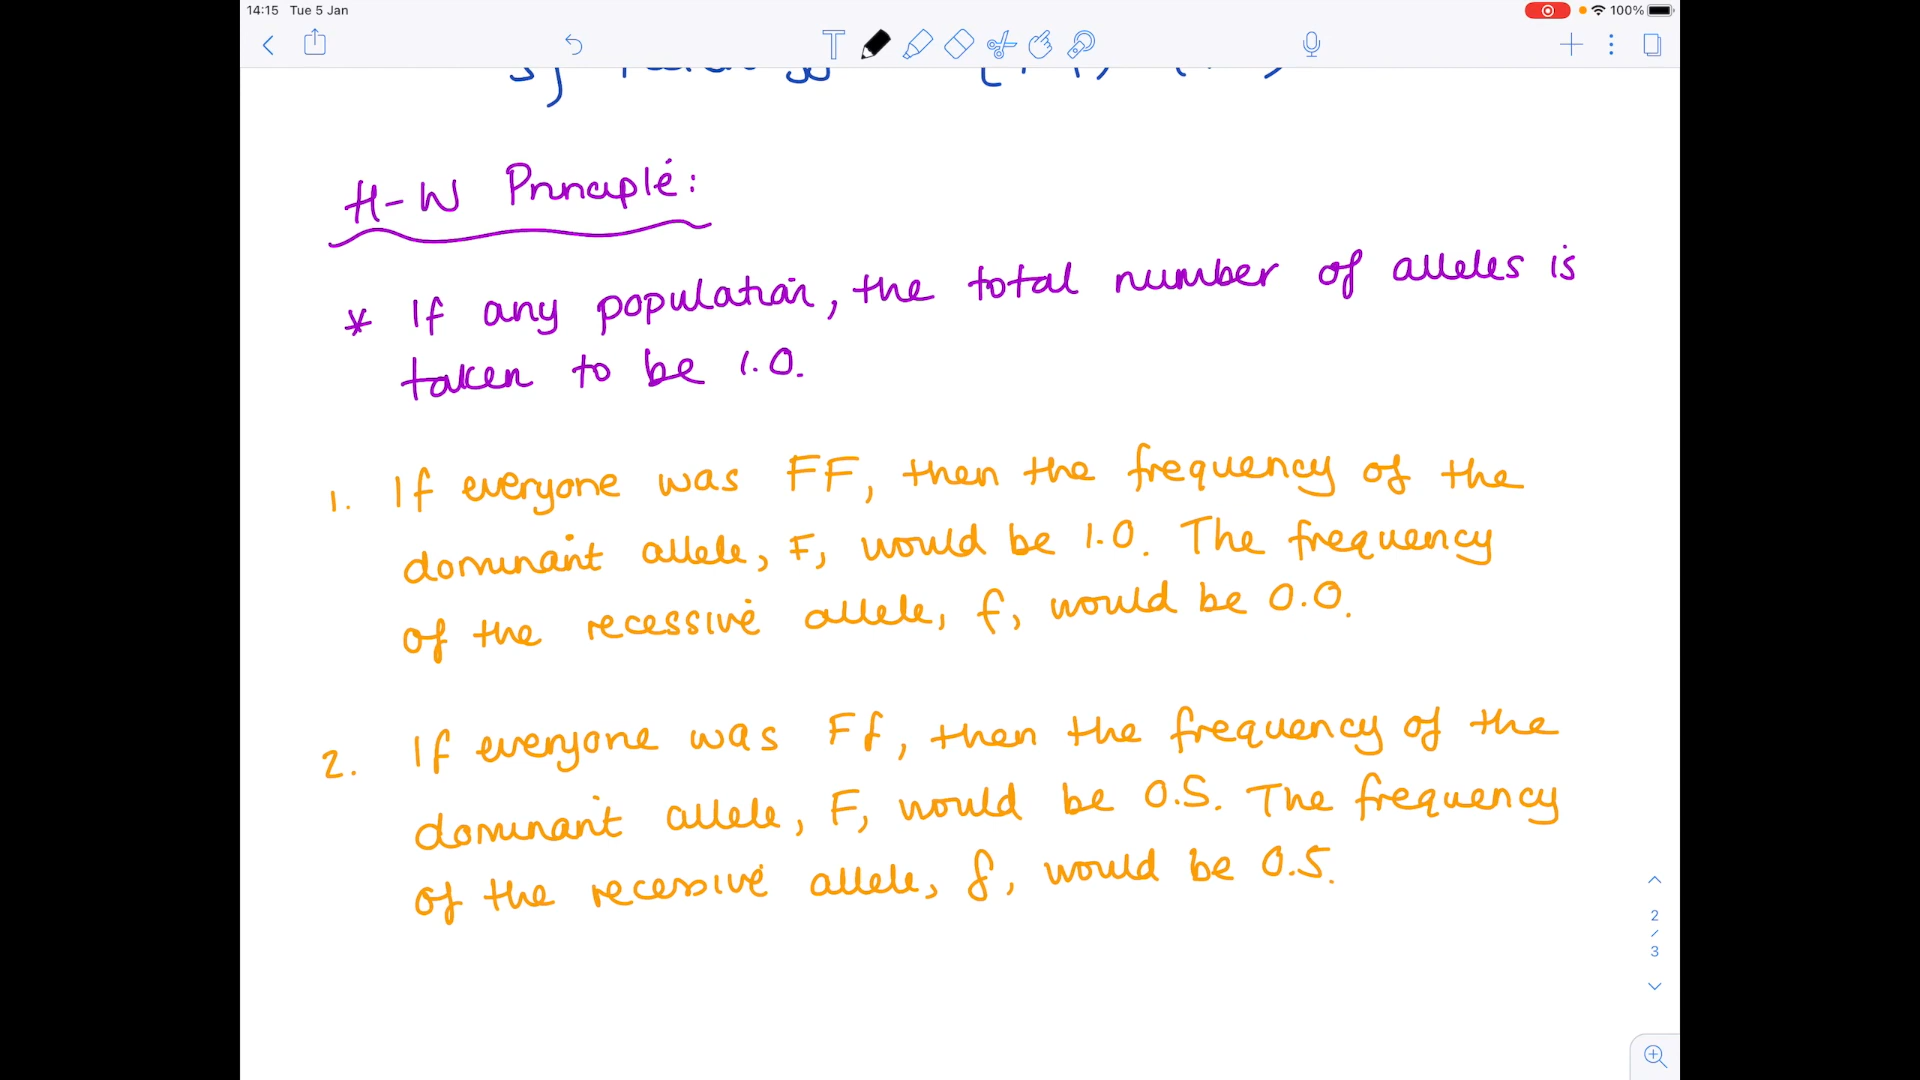 14:15 Tue 5 Jan
100%
H-W Principle:
* If any population, the total number of alleles is
taken to be 1.0.
1. If everyone was FF, then the frequency of the
dominant allele, F, would be 1.0. The frequency
of the recessive allele, f, would be 0.0.
2. If everyone was Ff, then the frequency of the
dominant allele, F, would be 0.5. The frequency
of the recessive allele, f, would be 0.5.
2
/
3